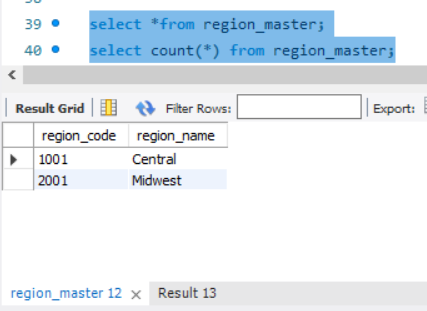 39 select *from region_master;
40 select count(*) from region_master;
Result Grid Filter Rows: Export:
region_code region_name
1001 Central
2001 Midwest
region_master 12 Result 13